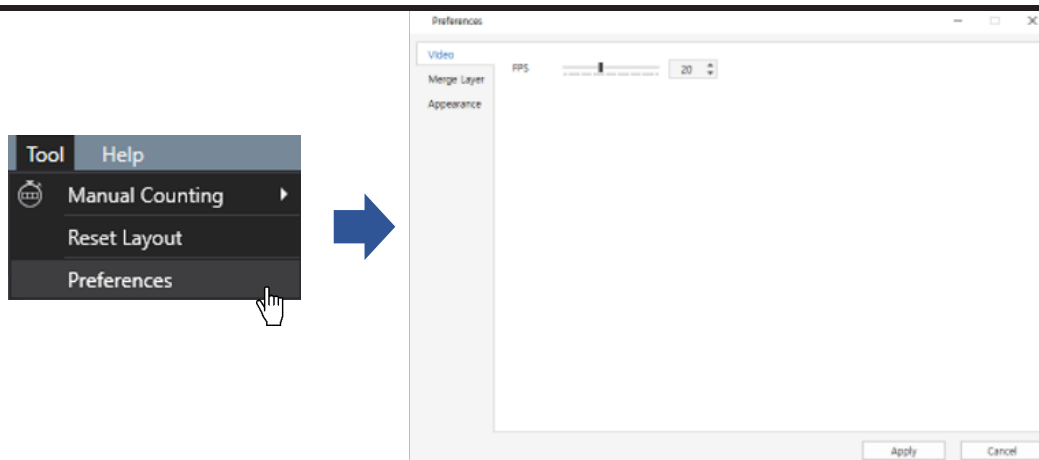 Tool Help
Manual Counting
Reset Layout
Preferences
Preferences
Video
FPS 20
Merge Layer
Appearance
Apply Cancel